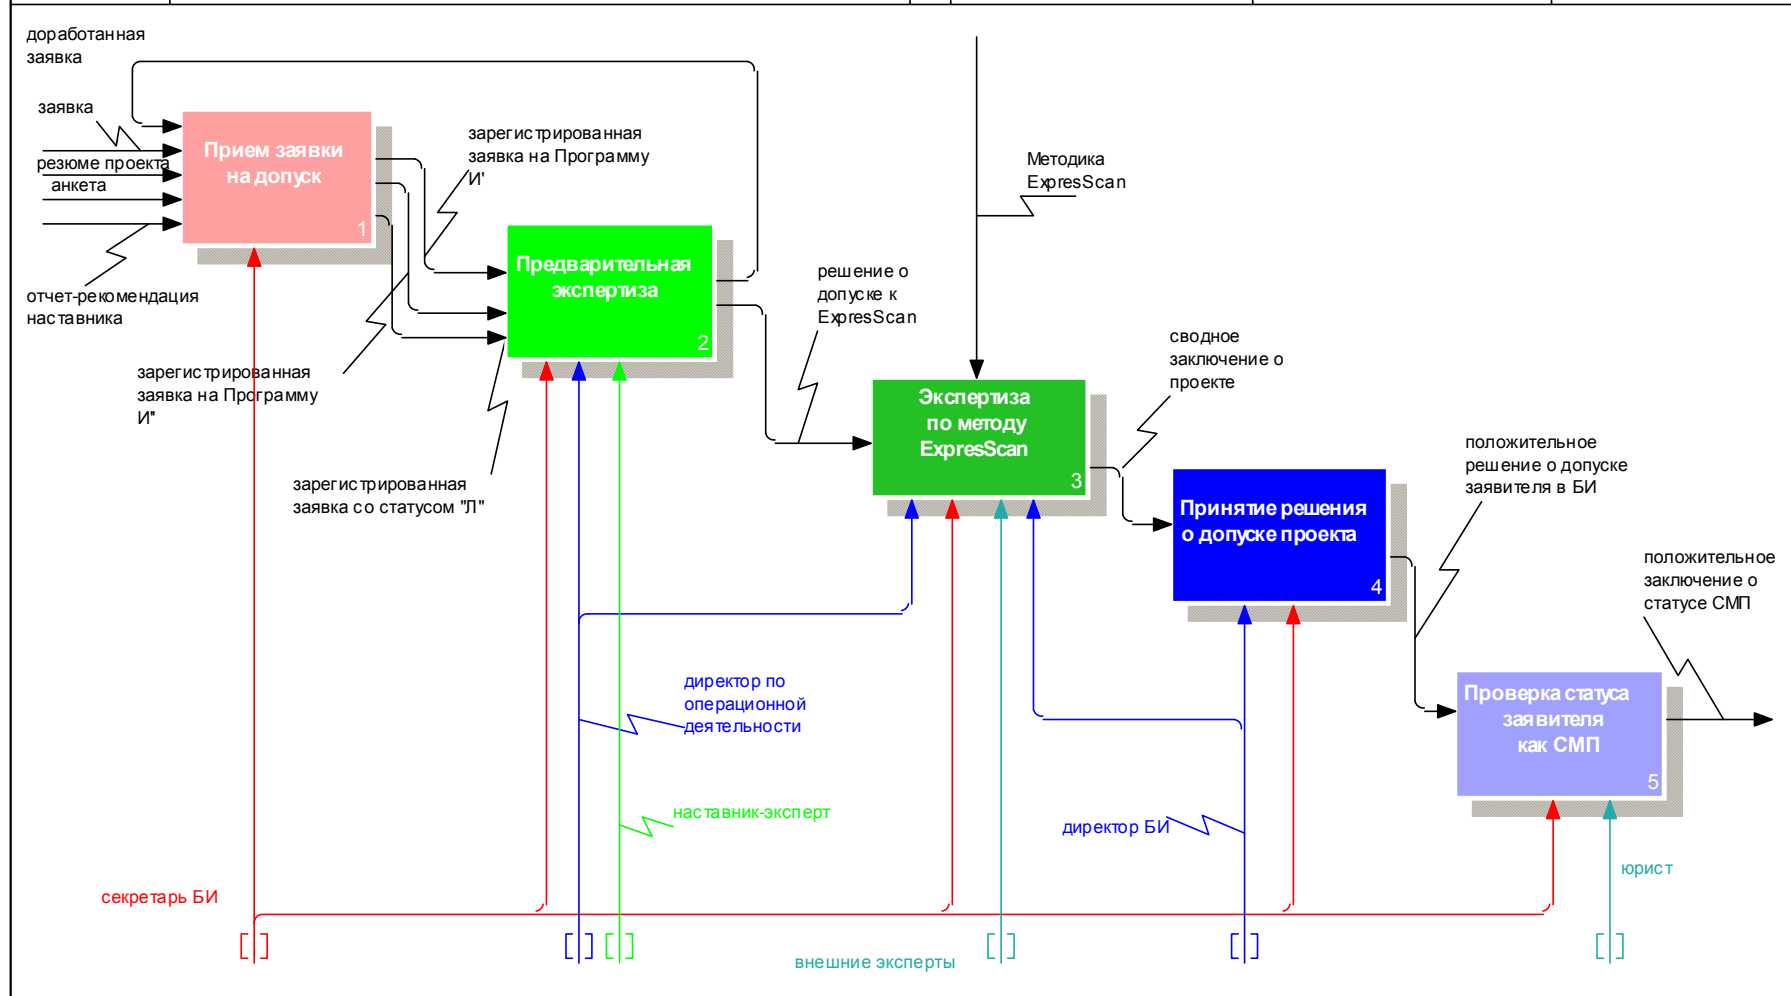 доработанная
заявка
заявка
резюме проекта
анкета
отчет-рекомендация
наставника
Прием заявки
на допуск
1
зарегистрированная
заявка на Программу
И'
зарегистрированная
заявка на Программу
И"
зарегистрированная
заявка со статусом "Л"
Предварительная
экспертиза
2
решение о
допуске к
ExpresScan
Методика
ExpresScan
Экспертиза
по методу
ExpresScan
3
сводное
заключение о
проекте
Принятие решения
о допуске проекта
4
положительное
решение о допуске
заявителя в БИ
положительное
заключение о
статусе СМП
Проверка статуса
заявителя
как СМП
5
директор по
операционной
деятельности
наставник-эксперт
директор БИ
юрист
секретарь БИ
внешние эксперты